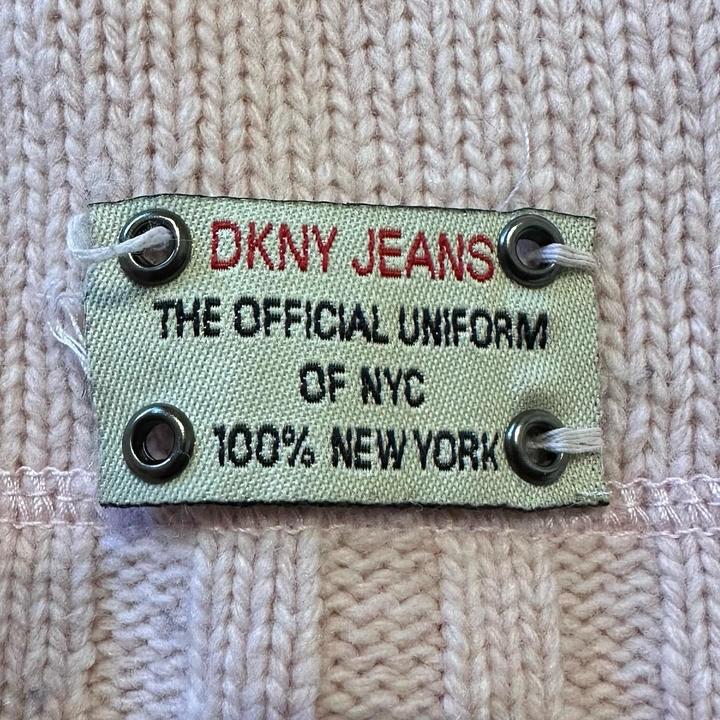 DKNY JEANS
THE OFFICIAL UNIFORM
OF NYC
100% NEW YORK